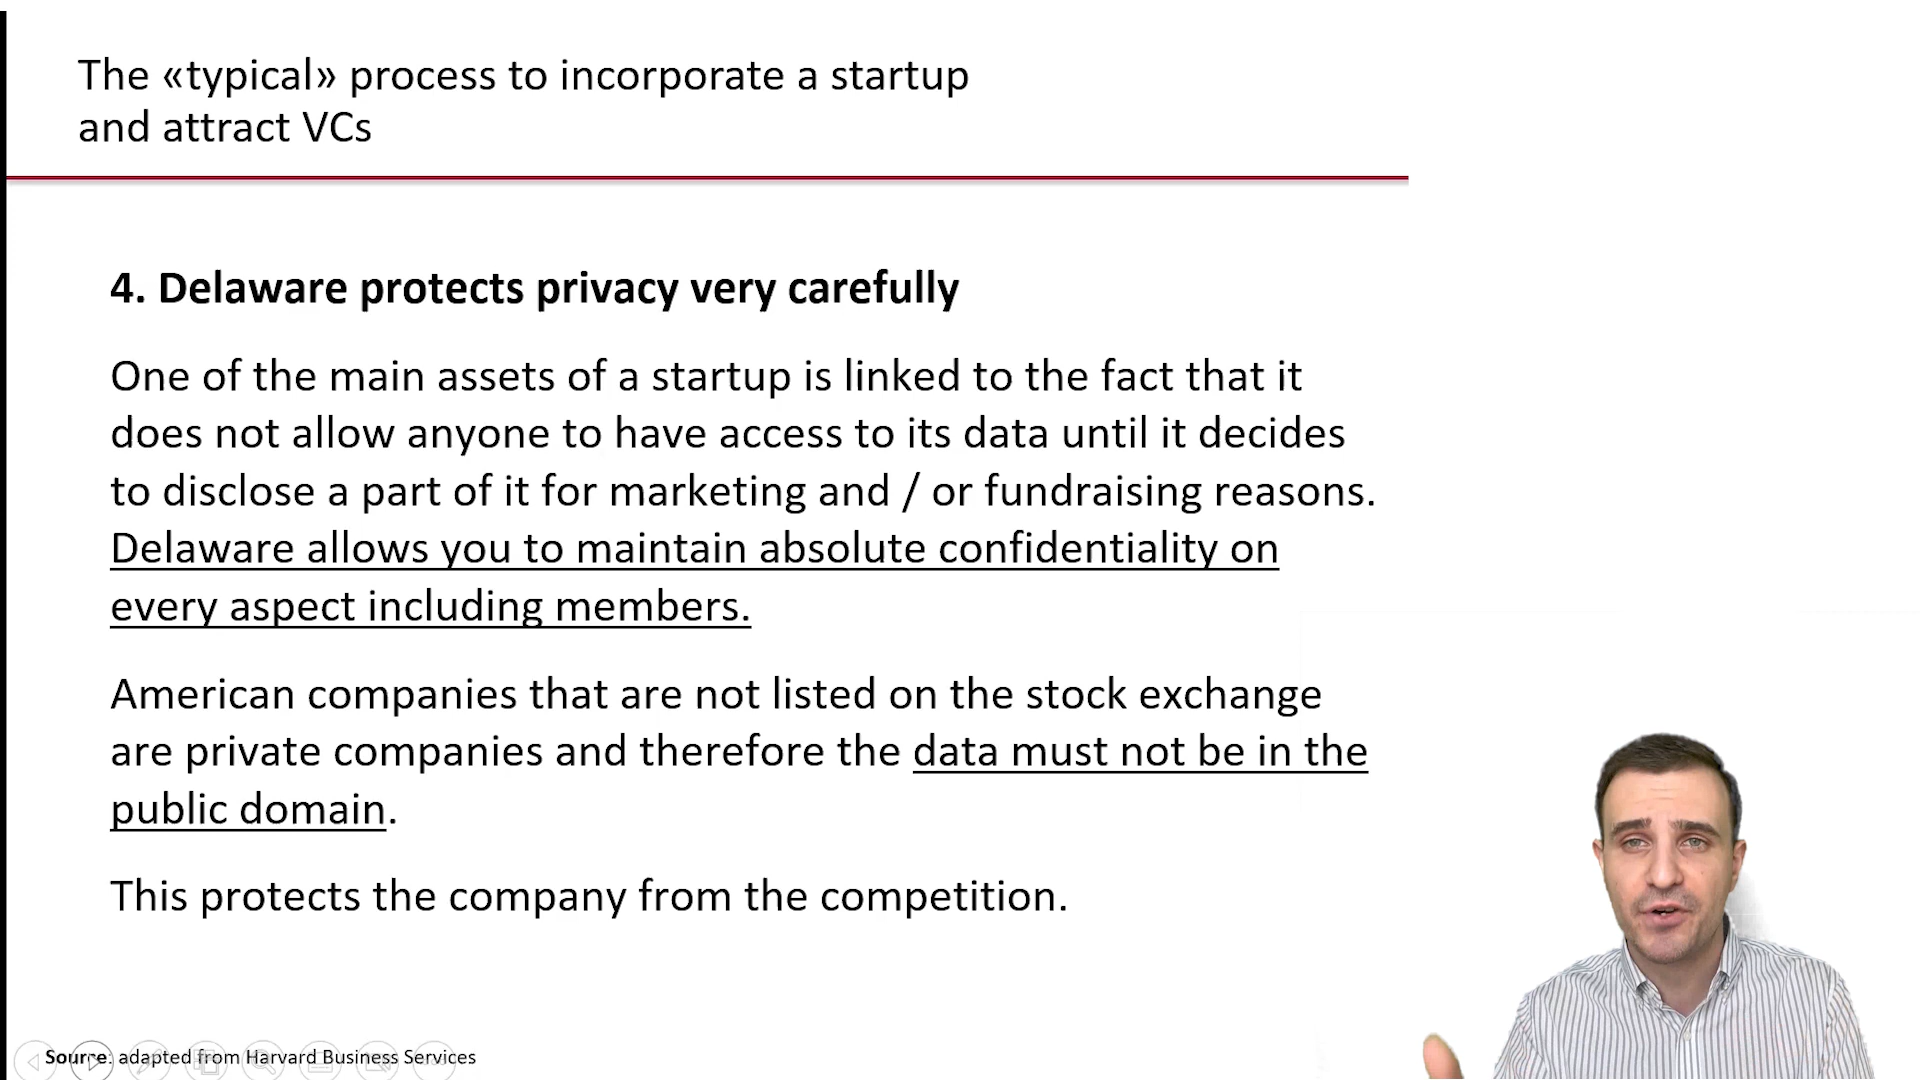 The «typical» process to incorporate a startup
and attract VCs
4. Delaware protects privacy very carefully
One of the main assets of a startup is linked to the fact that it
does not allow anyone to have access to its data until it decides
to disclose a part of it for marketing and / or fundraising reasons.
Delaware allows you to maintain absolute confidentiality on
every aspect including members.
American companies that are not listed on the stock exchange
are private companies and therefore the data must not be in the
public domain.
This protects the company from the competition.
Source: adapted from Harvard Business Services